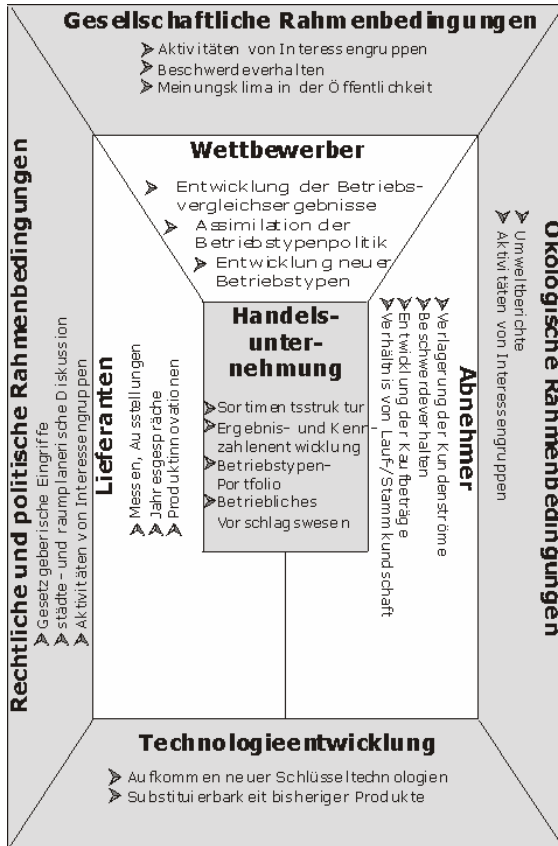 Gesellschaftliche Rahmenbedingungen
Aktivitäten von Interessengruppen
Beschwerdeverhalten
Meinungsklima in der Öffentlichkeit
Rechtliche und politische Rahmenbedingungen
Gesetzgeberische Eingriffe
städte- und raumplanerische Diskussion
Aktivitäten von Interessengruppen
Wettbewerber
Entwicklung der Betriebs-
vergleichsergebnisse
Assimilation der
Betriebstypenpolitik
Entwicklung neuer
Betriebstypen
Lieferanten
Messen, Ausstellungen
Jahresgespräche
Produktinnovationen
Handels-
unter-
nehmung
Sortimentsstruktur
Ergebnis- und Kenn-
zahlenentwicklung
Betriebstypen-
Portfolio
Betriebliches
Vorschlagswesen
Abnehmer
Verlagerung der Kundenströme
Beschwerdeverhalten
Entwicklung der Kaufbeträge
Verhältnis von Lauf-/Stammkundschaft
Ökologische Rahmenbedingungen
Umweltberichte
Aktivitäten von Interessengruppen
Technologieentwicklung
Aufkommen neuer Schlüsseltechnologien
Substituierbarkeit bisheriger Produkte